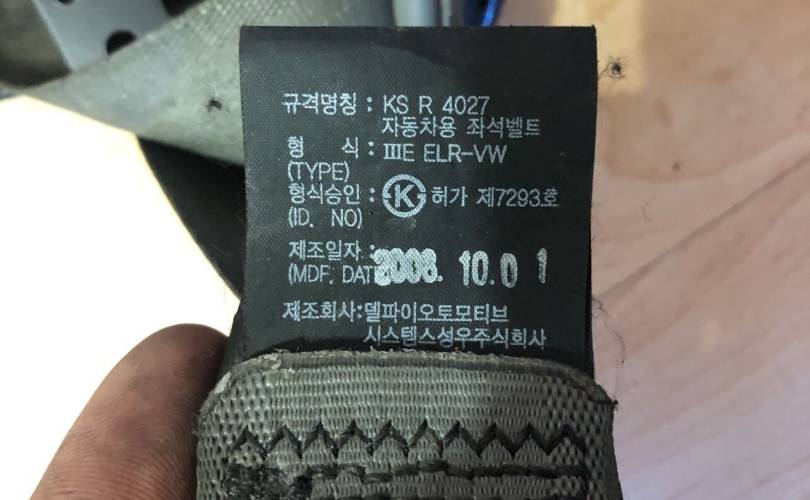 규격명칭 : KS R 4027
자동차용 좌석벨트
형 식 : ⅢE ELR-VW
(TYPE)
형식승인 : K 허가 제7293호
(ID. NO)
제조일자 :
(MDF. DATE 2008. 10.0 1
제조회사:델파이오토모티브
시스템스성우주식회사